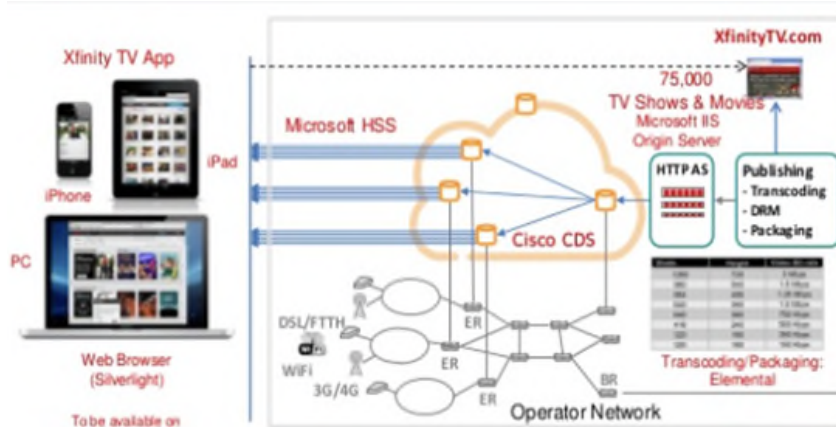 XfinityTV.com
Xfinity TV App
75,000
TV Shows & Movies
Microsoft IIS
Origin Server
Microsoft HSS
iPad
iPhone
HTTP AS
Publishing
- Transcoding
- DRM
- Packaging
Cisco CDS
PC
DSL/FTTH
WiFi
3G/4G
ER
ER
ER
BR
Web Browser
(Silverlight)
Transcoding/Packaging:
Elemental
Operator Network
To be available on